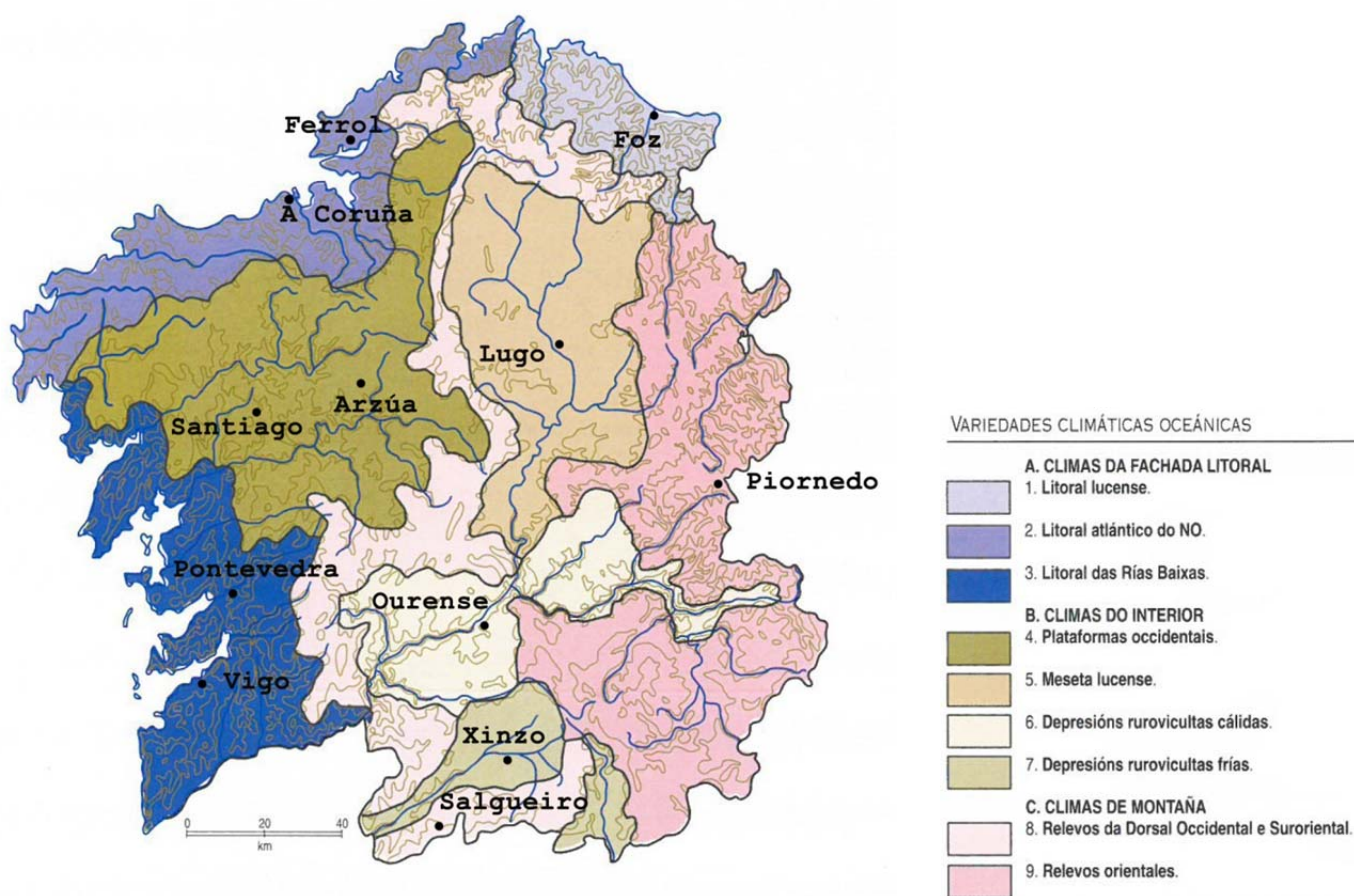 Ferrol
Foz
A Coruña
Lugo
Arzúa
Santiago
Piornedo
Pontevedra
Ourense
Vigo
Xinzo
Salgueiro
0 20 40
km
VARIEDADES CLIMÁTICAS OCEÁNICAS
A. CLIMAS DA FACHADA LITORAL
1. Litoral lucense.
2. Litoral atlántico do NO.
3. Litoral das Rías Baixas.
B. CLIMAS DO INTERIOR
4. Plataformas occidentais.
5. Meseta lucense.
6. Depresións rurovicultas cálidas.
7. Depresións rurovicultas frías.
C. CLIMAS DE MONTAÑA
8. Relevos da Dorsal Occidental e Suroriental.
9. Relevos orientales.